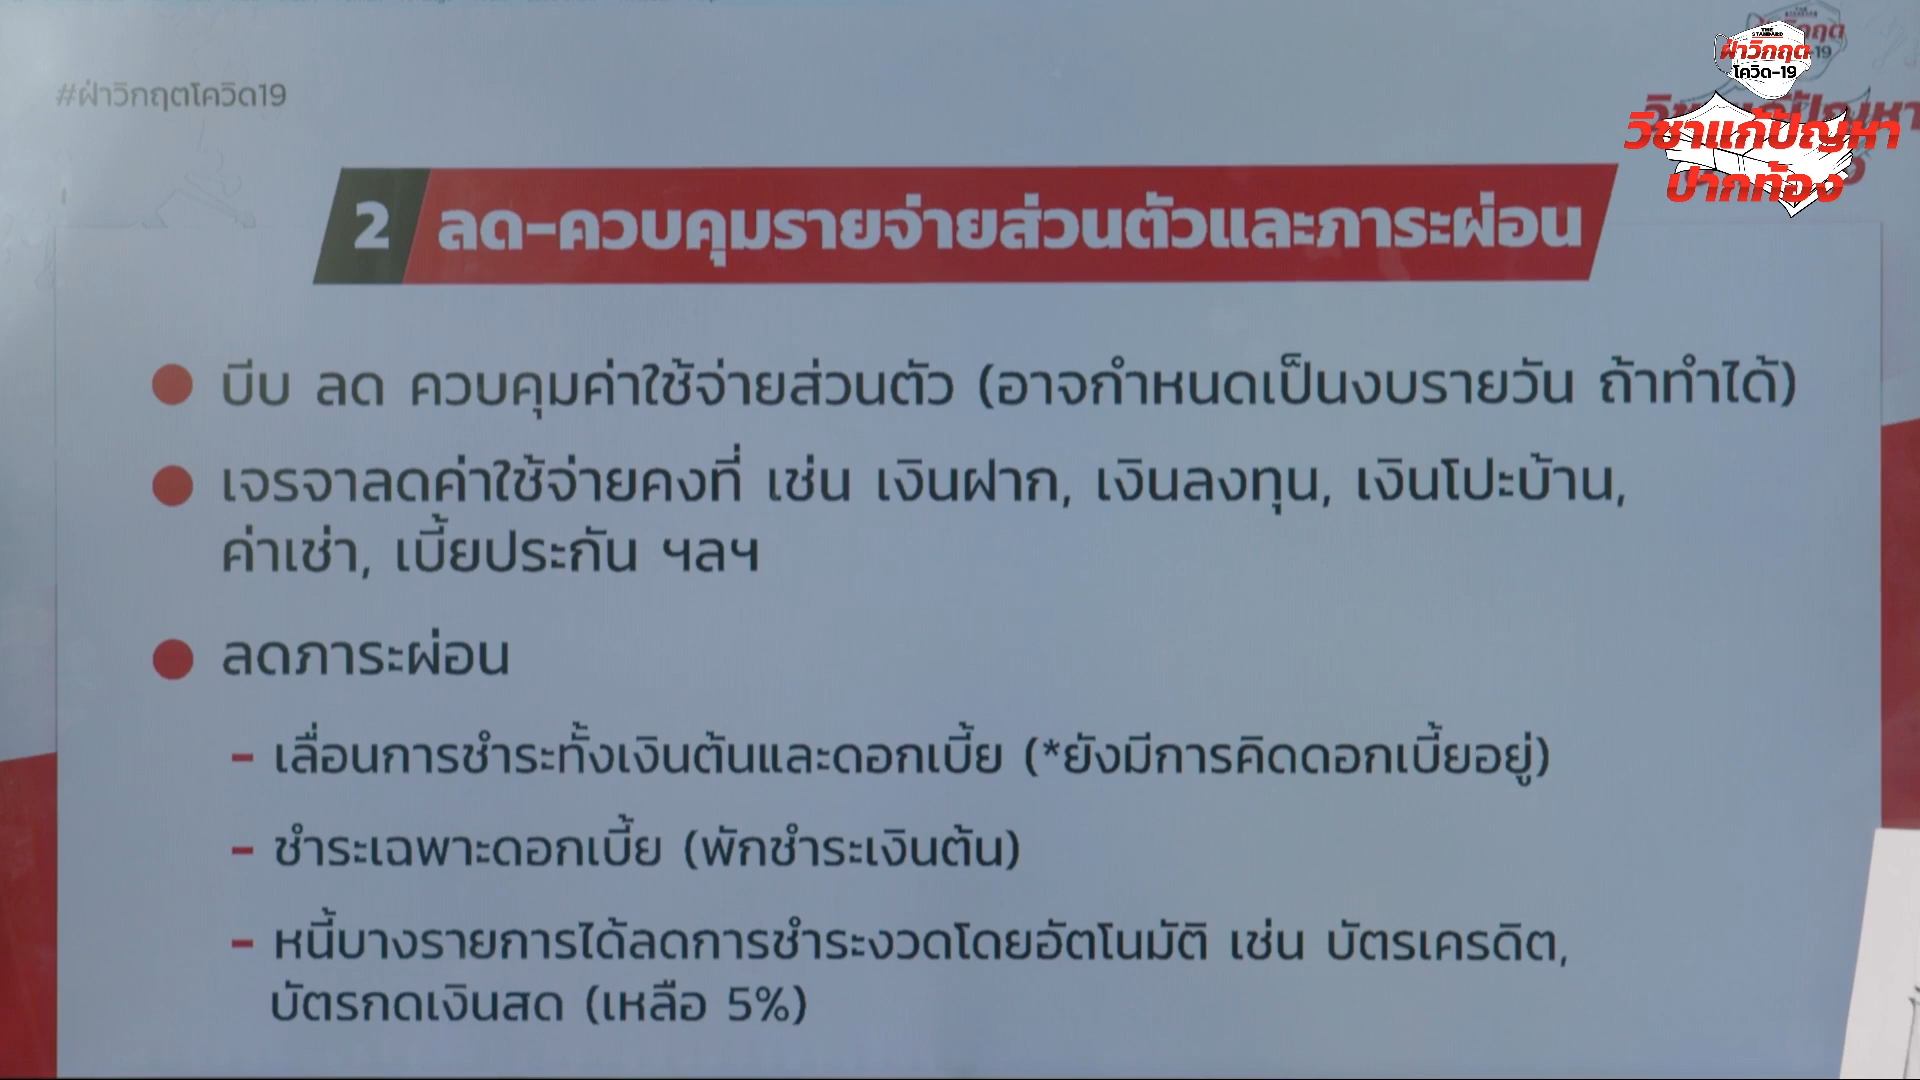 #ฝ่าวิกฤตโควิด19
THE STANDARD
ฝ่าวิกฤต
โควิด-19
วิชาแก้ปัญหา
ปากท้อง
2 ลด-ควบคุมรายจ่ายส่วนตัวและภาระผ่อน
บีบ ลด ควบคุมค่าใช้จ่ายส่วนตัว (อาจกำหนดเป็นงบรายวัน ถ้าทำได้)
เจรจาลดค่าใช้จ่ายคงที่ เช่น เงินฝาก, เงินลงทุน, เงินโปะบ้าน,
ค่าเช่า, เบี้ยประกัน ฯลฯ
ลดภาระผ่อน
- เลื่อนการชำระทั้งเงินต้นและดอกเบี้ย (*ยังมีการคิดดอกเบี้ยอยู่)
- ชำระเฉพาะดอกเบี้ย (พักชำระเงินต้น)
- หนี้บางรายการได้ลดการชำระงวดโดยอัตโนมัติ เช่น บัตรเครดิต,
บัตรกดเงินสด (เหลือ 5%)